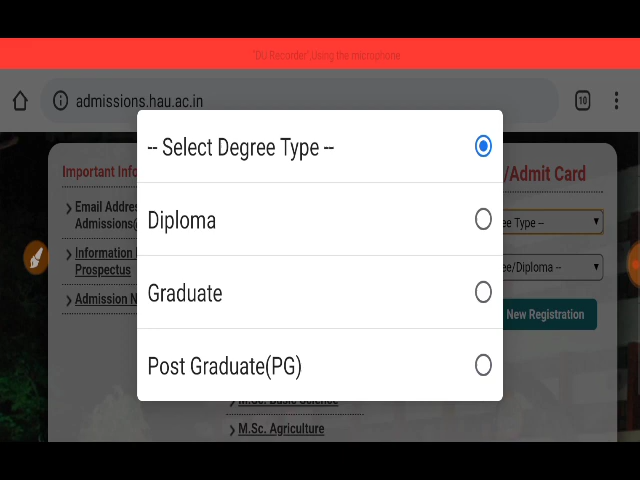 "DU Recorder" Using the microphone
admissions.hau.ac.in
10
-- Select Degree Type --
Diploma
Graduate
Post Graduate(PG)
Important Info
Email Addres
Admissions@
Information
Prospectus
Admission N
/Admit Card
ee Type --
ee/Diploma --
New Registration
M.Sc. Basic Science
M.Sc. Agriculture